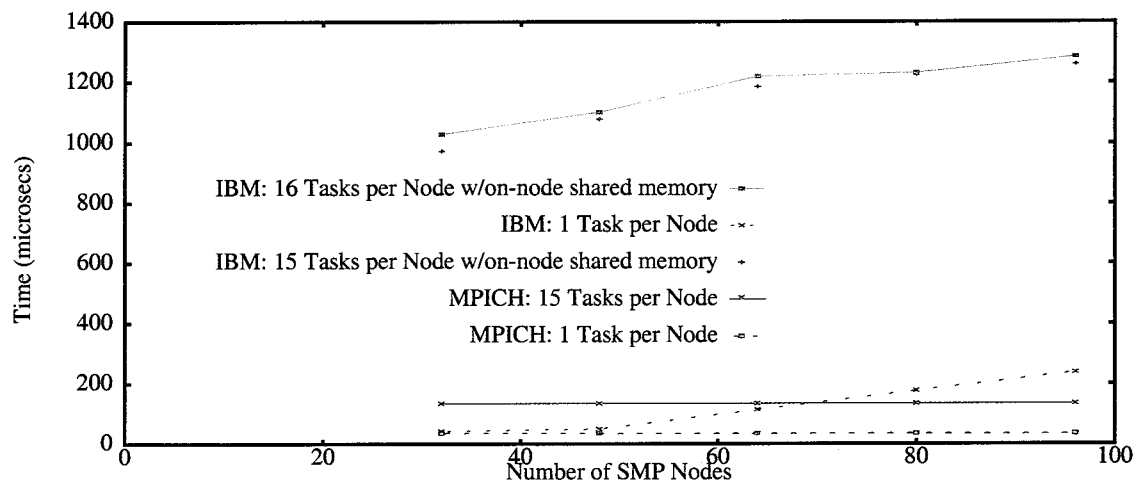 1400
1200
1000
800
600
400
200
0
Time (microsecs)
IBM: 16 Tasks per Node w/on-node shared memory
IBM: 1 Task per Node
IBM: 15 Tasks per Node w/on-node shared memory
MPICH: 15 Tasks per Node
MPICH: 1 Task per Node
0 20 40 60 80 100
Number of SMP Nodes